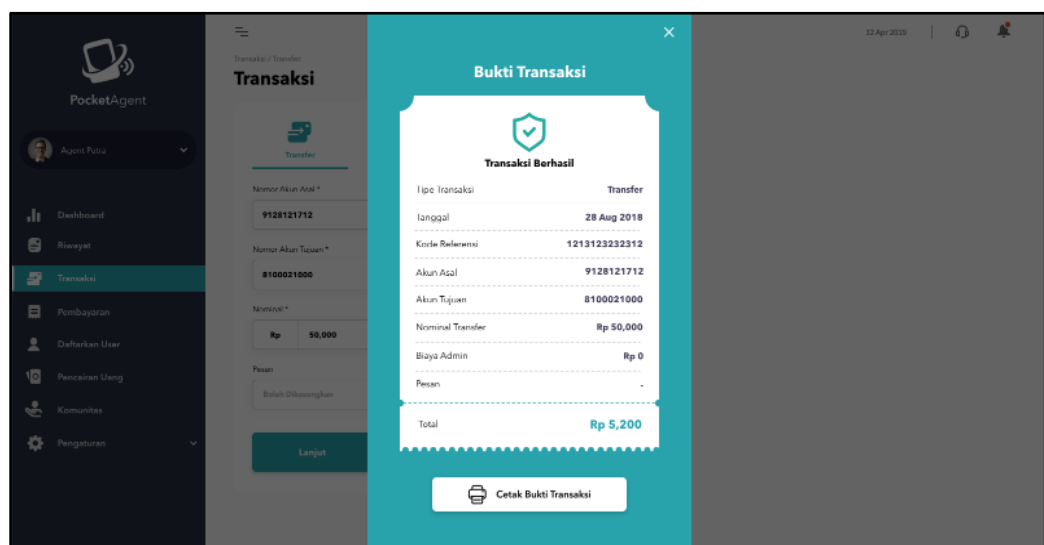 PocketAgent
Agent Putra
Dashboard
Riwayat
Transaksi
Pembayaran
Daftarkan User
Pencairan Uang
Komunitas
Pengaturan
Transaksi / Transfer
Transaksi
12 Apr 2019
Transfer
Nomor Akun Asal *
9128121712
Nomor Akun Tujuan *
8100021000
Nominal *
Rp 50,000
Pesan
Boleh Dikosongkan
Lanjut
Bukti Transaksi
Transaksi Berhasil
Tipe Transaksi Transfer
Tanggal 28 Aug 2018
Kode Referensi 1213123232312
Akun Asal 9128121712
Akun Tujuan 8100021000
Nominal Transfer Rp 50,000
Biaya Admin Rp 0
Pesan -
Total Rp 5,200
Cetak Bukti Transaksi